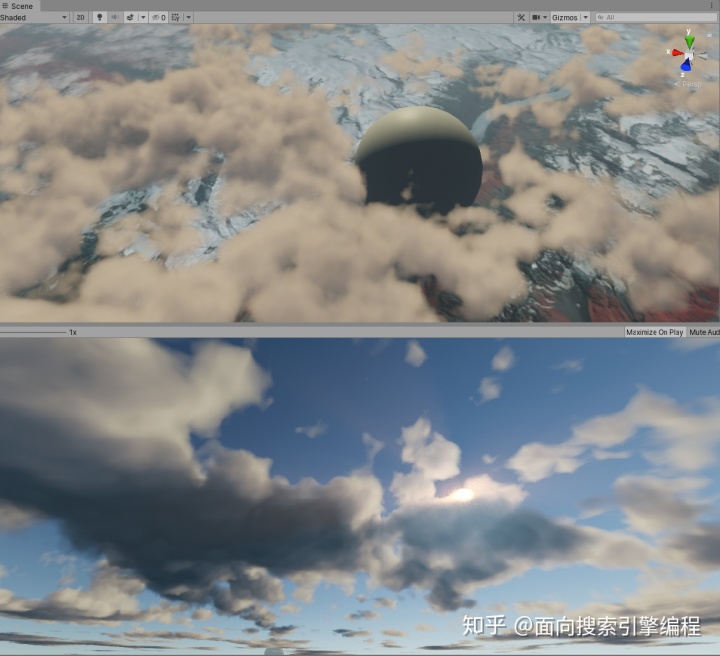 Scene
Shaded 2D 0 Gizmos All
y
x
z
Persp
1x Maximize On Play Mute Aud
知乎 @面向搜索引擎编程